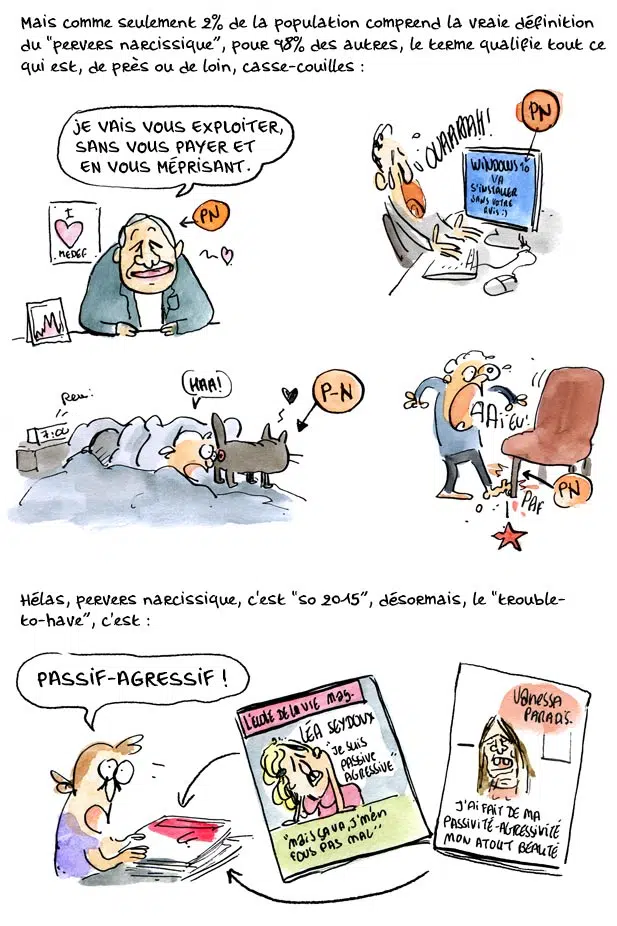 Mais comme seulement 2% de la population comprend la vraie définition
du "pervers narcissique", pour 98% des autres, le terme qualifie tout ce
qui est, de près ou de loin, casse-couilles :
JE VAIS VOUS EXPLOITER,
SANS VOUS PAYER ET
EN VOUS MÉPRISANT.
I
MEDEF
PN
OUAAAAH!
PN
WINDOWS 10
VA
S'INSTALLER
SANS VOTRE
AVIS :)
7:00
HAA!
P-N
AAiEU!
PAF
PN
Hélas, pervers narcissique, c'est "so 2015", désormais, le "trouble-
to-have", c'est :
PASSIF-AGRESSIF !
L'ECOLE DE LA VIE MAG.
LÉA SEYDOUX
"JE SUIS
PASSIVE
AGRESSIVE"
"MAIS ÇA VA, J'M'EN
FOUS PAS MAL"
VANESSA
PARADIS.
J'AI FAIT DE MA
PASSIVITÉ-AGRESSIVITÉ
MON ATOUT BEAUTÉ